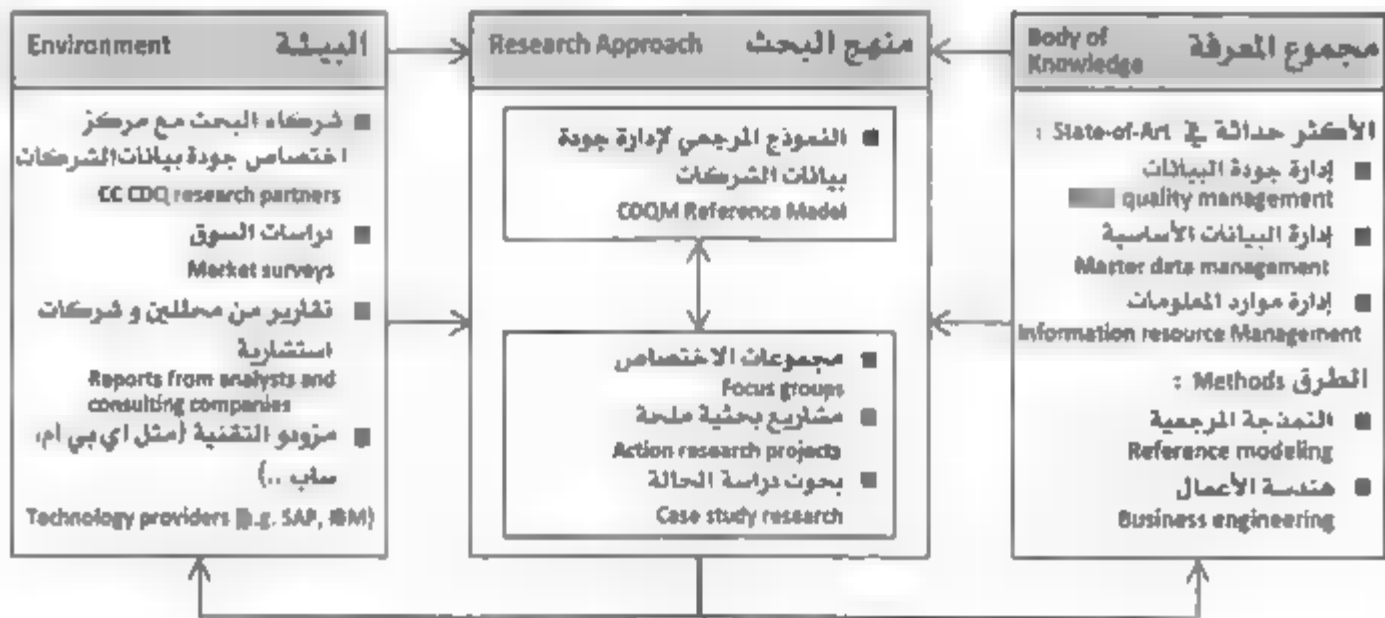 Environment البيئة
شركاء البحث مع مركز
اختصاص جودة بيانات الشركات
CC CDQ research partners
دراسات السوق
Market surveys
تقارير من محللين و شركات
استشارية
Reports from analysts and
consulting companies
مزودو التقنية (مثل اي بي ام،
ساب ..)
Technology providers (e.g. SAP, IBM)
Research Approach منهج البحث
النموذج المرجعي لإدارة جودة
بيانات الشركات
CDQM Reference Model
مجموعات الاختصاص
Focus groups
مشاريع بحثية ملحة
Action research projects
بحوث دراسة الحالة
Case study research
Body of
Knowledge مجموع المعرفة
الأكثر حداثة في State-of-Art :
إدارة جودة البيانات
quality management
إدارة البيانات الأساسية
Master data management
إدارة موارد المعلومات
Information resource Management
الطرق Methods :
النمذجة المرجعية
Reference modeling
هندسة الأعمال
Business engineering